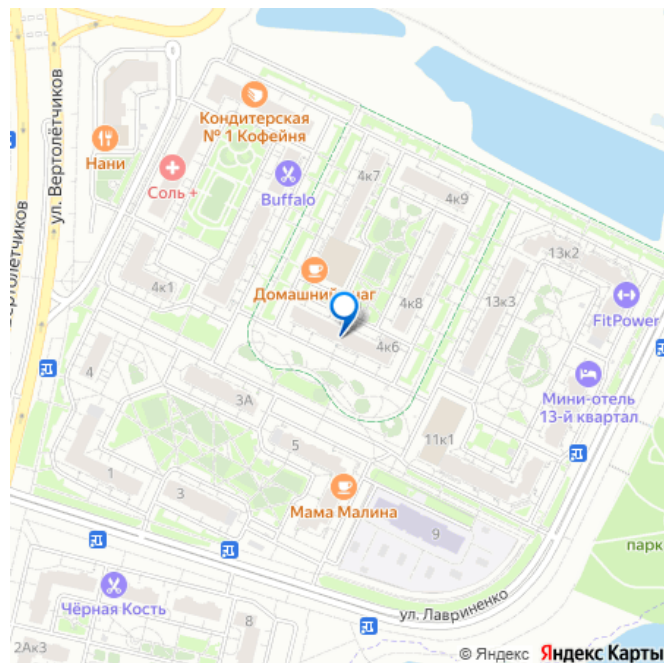 Кондитерская
№ 1 Кофейня
Нани
ул. Вертолётчиков
Соль +
Buffalo
4к7
4к9
Вертолётчиков
4к1
Домашний
аг
4к8
13к2
13к3
FitPower
4
4к6
3А
Мини-отель
13-й квартал
11к1
5
1
3
Мама Малина
9
парк
Чёрная Кость
8
2Ак3
ул. Лавриненко
© Яндекс Яндекс Карты